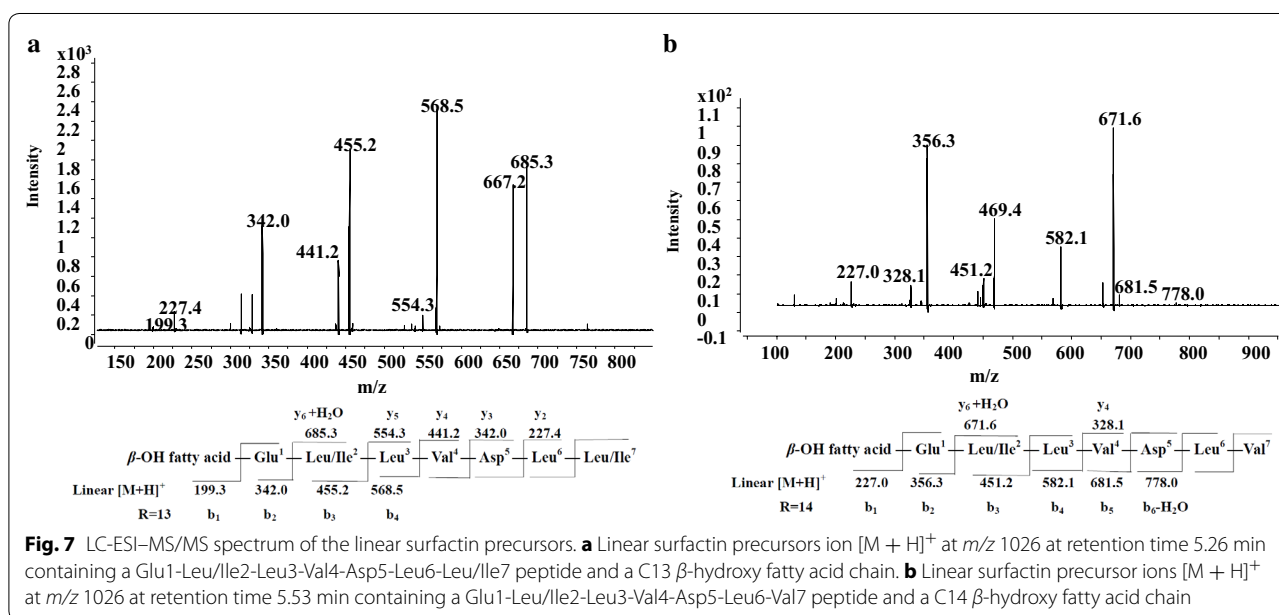 a
x10³
2.8
2.6
2.4
2.2
2
1.8
1.6
1.4
1.2
1.0
0.8
0.6
0.4
0.2
0
Intensity
199.3
227.4
342.0
441.2
455.2
554.3
568.5
667.2
685.3
150 200 250 300 350 400 450 500 550 600 650 700 750 800
m/z
y₆+H₂O y₅ y₄ y₃ y₂
685.3 554.3 441.2 342.0 227.4
β-OH fatty acid — Glu¹ — Leu/Ile² — Leu³ — Val⁴ — Asp⁵ — Leu⁶ — Leu/Ile⁷
Linear [M+H]⁺ 199.3 342.0 455.2 568.5
R=13 b₁ b₂ b₃ b₄
b
x10²
1.1
1
0.9
0.8
0.7
0.6
0.5
0.4
0.3
0.2
0.1
0
-0.1
Intensity
227.0
328.1
356.3
451.2
469.4
582.1
671.6
681.5
778.0
100 200 300 400 500 600 700 800 900
m/z
y₆+H₂O y₄
671.6 328.1
β-OH fatty acid — Glu¹ — Leu/Ile² — Leu³ — Val⁴ — Asp⁵ — Leu⁶ — Val⁷
Linear [M+H]⁺ 227.0 356.3 451.2 582.1 681.5 778.0
R=14 b₁ b₂ b₃ b₄ b₅ b₆-H₂O
Fig. 7 LC-ESI–MS/MS spectrum of the linear surfactin precursors. a Linear surfactin precursors ion [M + H]⁺ at m/z 1026 at retention time 5.26 min
containing a Glu1-Leu/Ile2-Leu3-Val4-Asp5-Leu6-Leu/Ile7 peptide and a C13 β-hydroxy fatty acid chain. b Linear surfactin precursor ions [M + H]⁺
at m/z 1026 at retention time 5.53 min containing a Glu1-Leu/Ile2-Leu3-Val4-Asp5-Leu6-Val7 peptide and a C14 β-hydroxy fatty acid chain